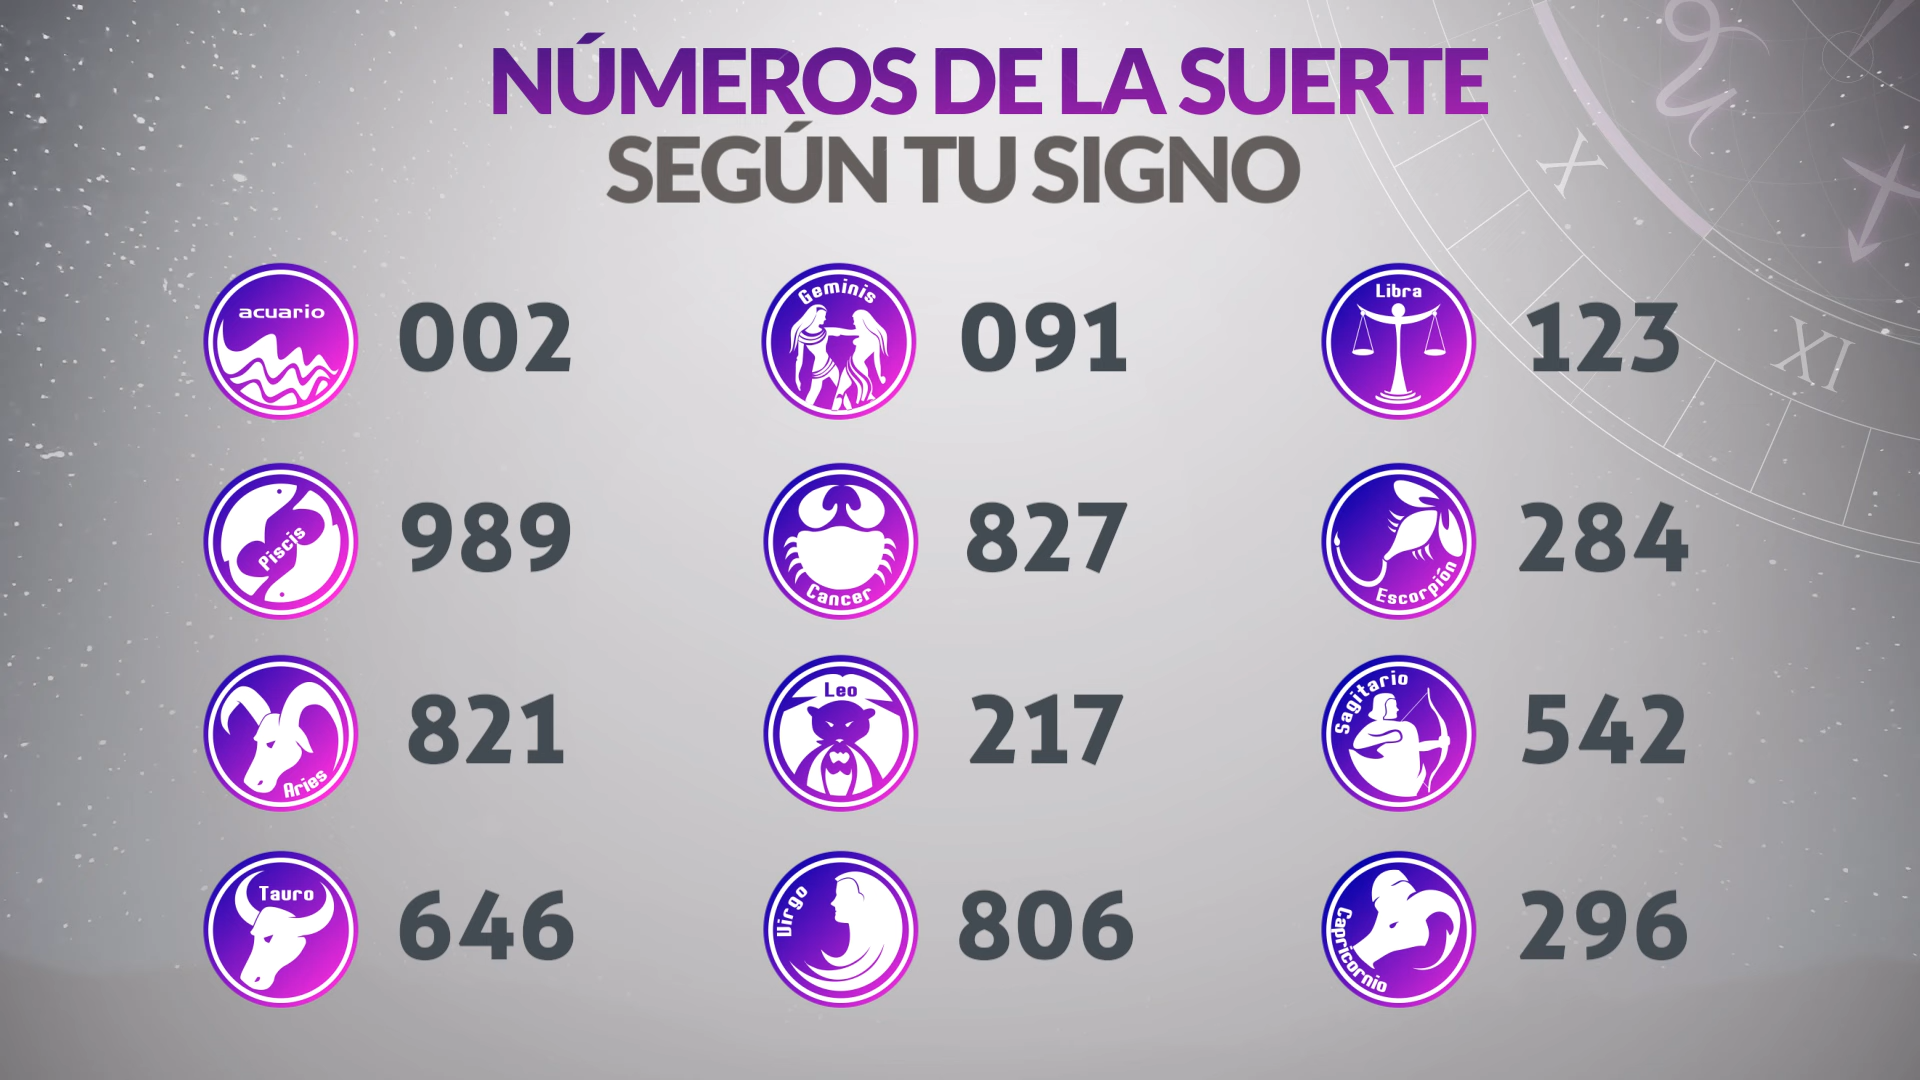 NÚMEROS DE LA SUERTE
SEGÚN TU SIGNO
acuario 002
Geminis 091
Libra 123
Piscis 989
Cancer 827
Escorpión 284
Aries 821
Leo 217
Sagitario 542
Tauro 646
Virgo 806
Capricornio 296
X
XI